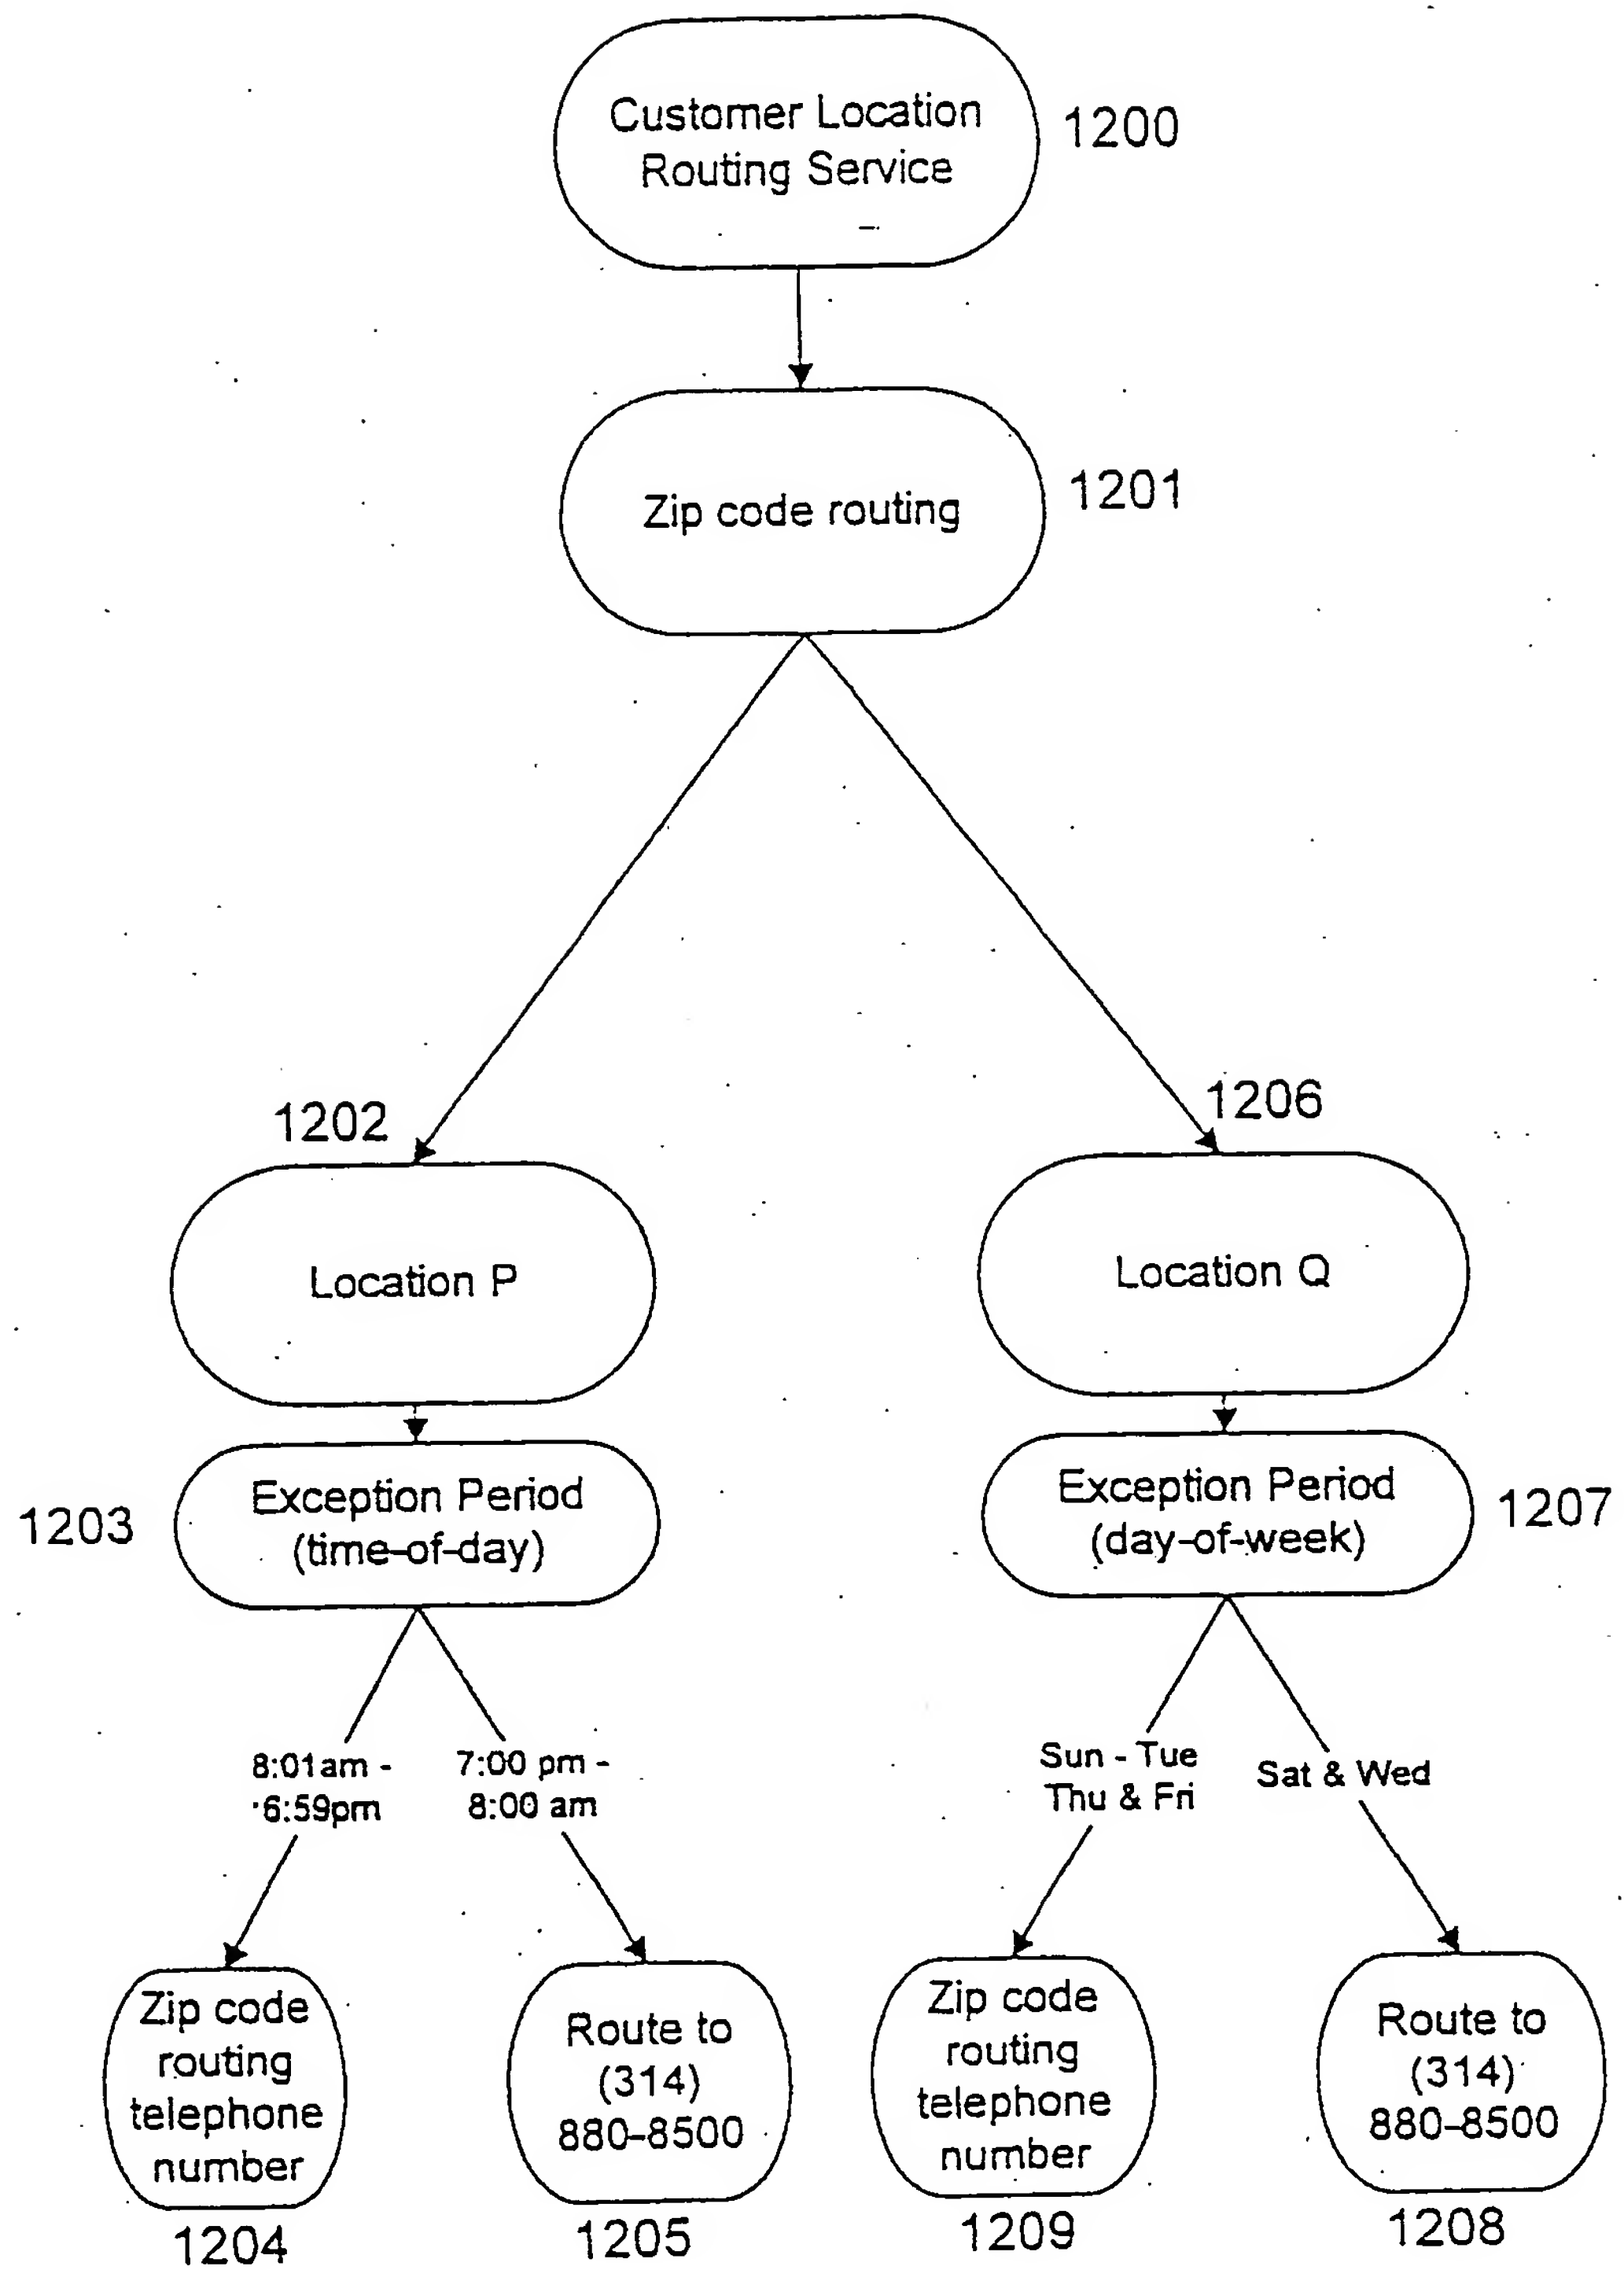 Customer Location
Routing Service
1200
Zip code routing
1201
1202
1206
Location P
Location Q
Exception Period
(time-of-day)
1203
Exception Period
(day-of-week)
1207
8:01am -
6:59pm
7:00 pm -
8:00 am
Sun - Tue
Thu & Fri
Sat & Wed
Zip code
routing
telephone
number
Route to
(314)
880-8500
Zip code
routing
telephone
number
Route to
(314)
880-8500
1204
1205
1209
1208